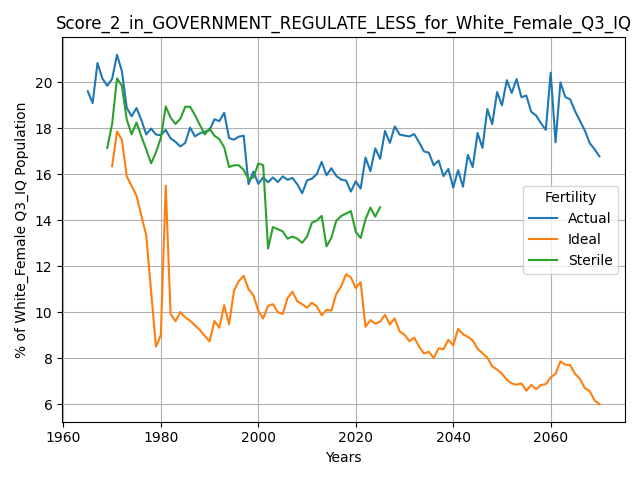 Score_2_in_GOVERNMENT_REGULATE_LESS_for_White_Female_Q3_IQ
% of White_Female Q3_IQ Population
20
18
16
14
12
10
8
6
Fertility
Actual
Ideal
Sterile
1960
1980
2000
2020
2040
2060
Years